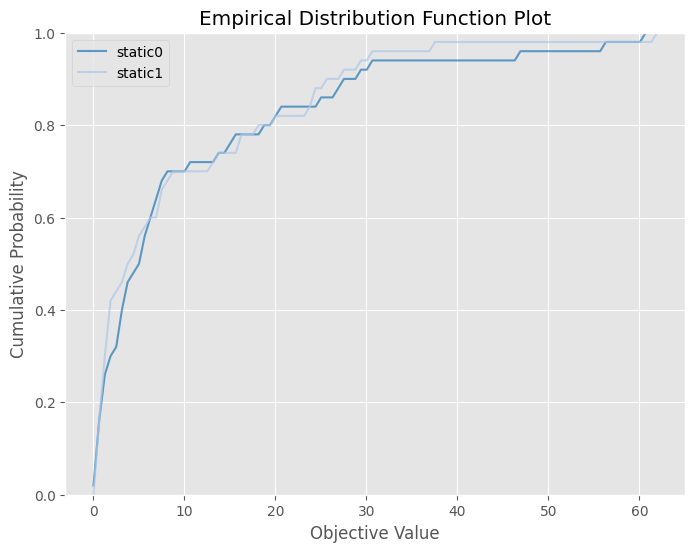 Empirical Distribution Function Plot
static0
static1
Cumulative Probability
1.0
0.8
0.6
0.4
0.2
0.0
0 10 20 30 40 50 60
Objective Value